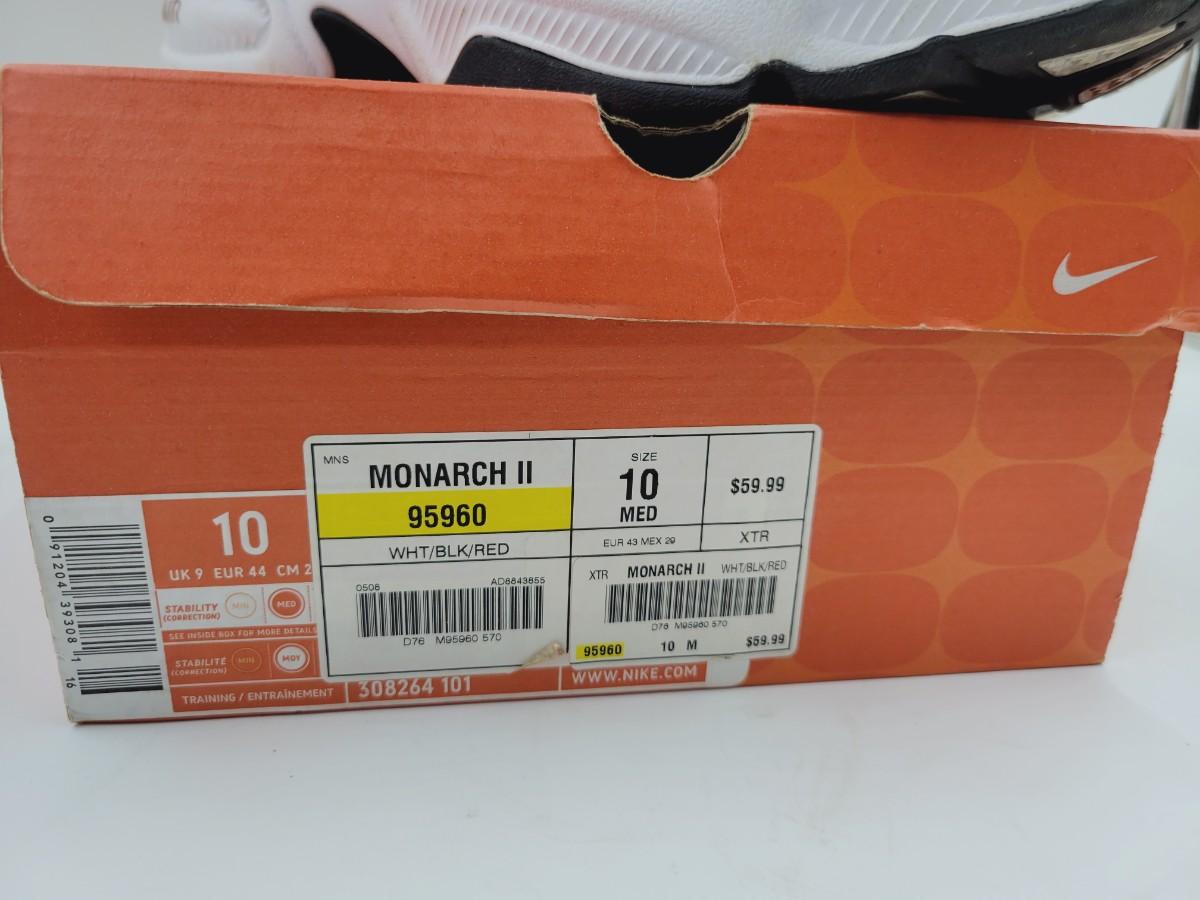 MNS
MONARCH II
95960
WHT/BLK/RED
0508 AD8843855
D76 M95960 570
SIZE
10
MED
$59.99
EUR 43 MEX 29
XTR
XTR MONARCH II WHT/BLK/RED
D76 M95960 570
95960 10 M $59.99
0 91204 39308 1 16
10
UK 9 EUR 44 CM 2
STABILITY
(CORRECTION)
MIN
MED
SEE INSIDE BOX FOR MORE DETAILS
STABILITÉ
(CORRECTION)
MIN
MOY
TRAINING / ENTRAÎNEMENT
308264 101
WWW.NIKE.COM